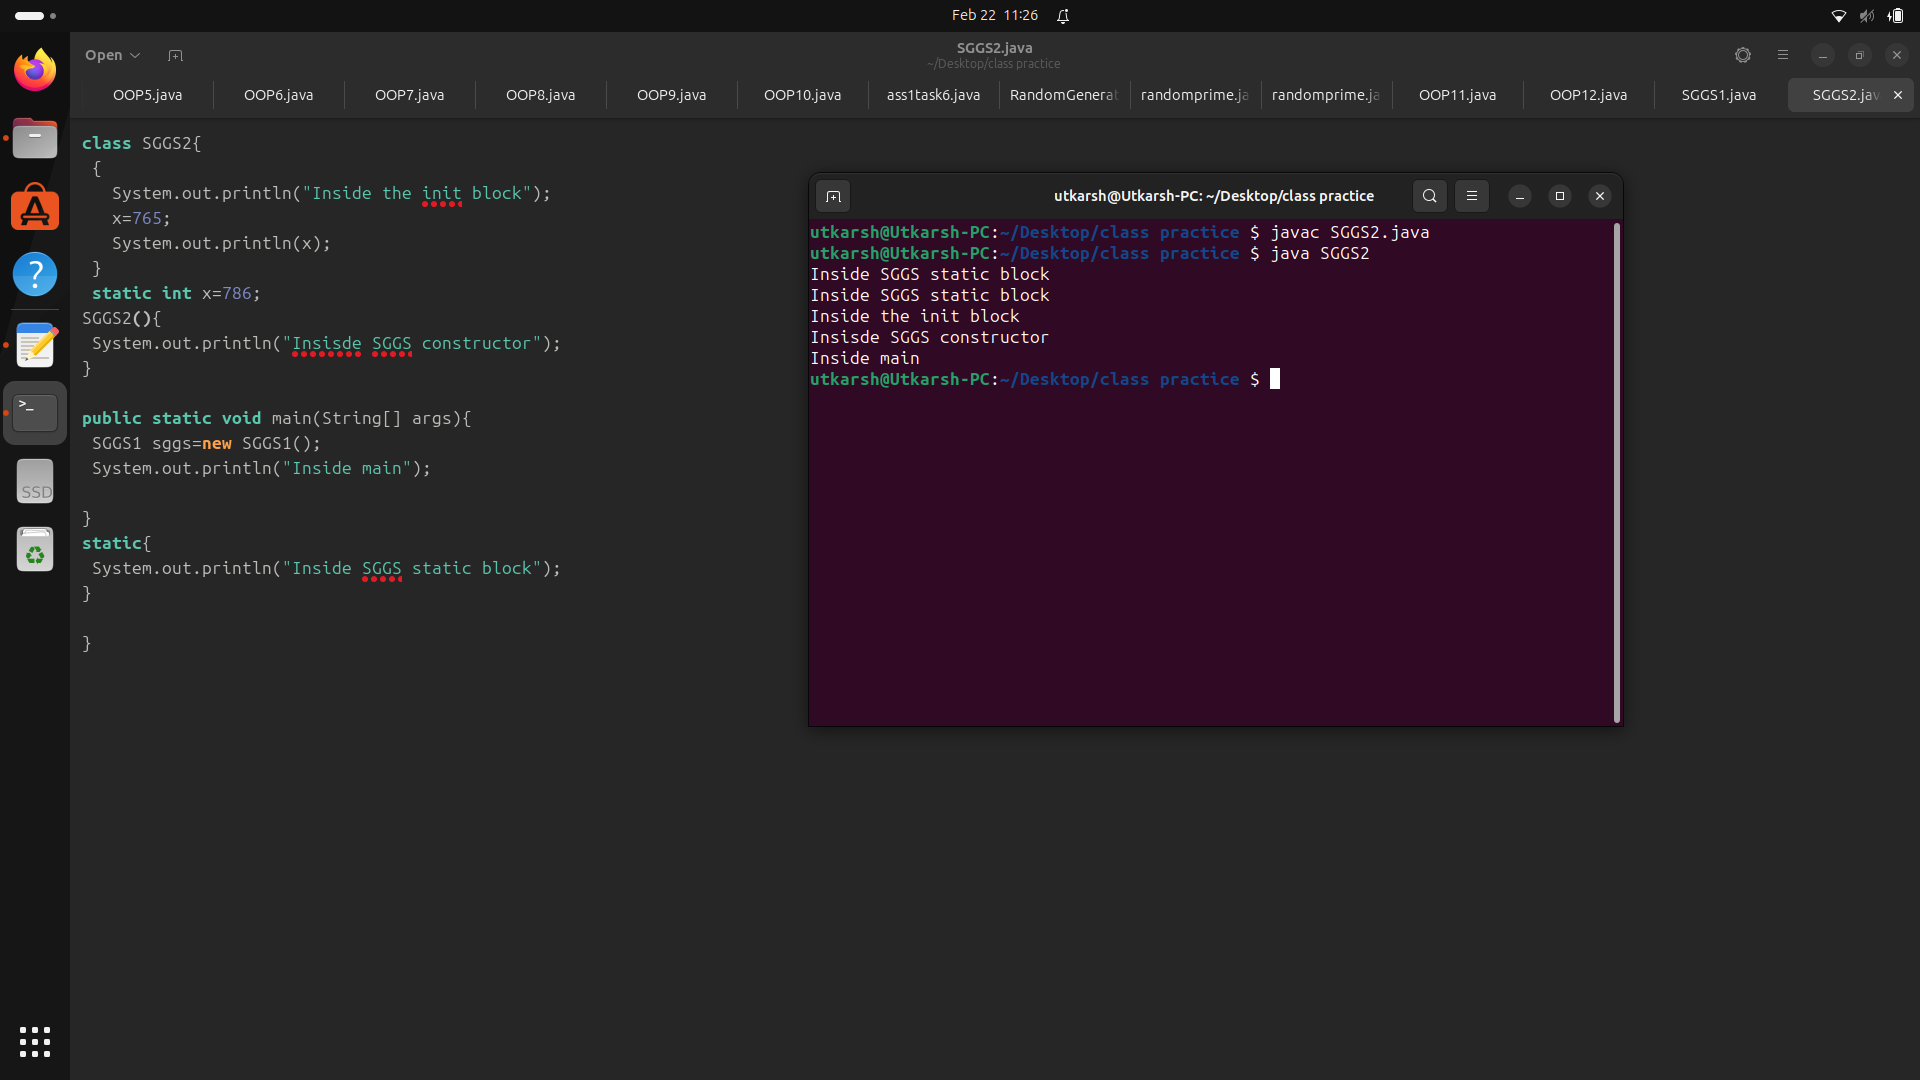 Feb 22 11:26
Open
SGGS2.java
~/Desktop/class practice
OOP5.java
OOP6.java
OOP7.java
OOP8.java
OOP9.java
OOP10.java
ass1task6.java
RandomGenerat
randomprime.ja
randomprime.ja
OOP11.java
OOP12.java
SGGS1.java
SGGS2.jav
class SGGS2{
{
System.out.println("Inside the init block");
x=765;
System.out.println(x);
}
static int x=786;
SGGS2(){
System.out.println("Insisde SGGS constructor");
}
public static void main(String[] args){
SGGS1 sggs=new SGGS1();
System.out.println("Inside main");
}
static{
System.out.println("Inside SGGS static block");
}
}
utkarsh@Utkarsh-PC: ~/Desktop/class practice
utkarsh@Utkarsh-PC:~/Desktop/class practice $ javac SGGS2.java
utkarsh@Utkarsh-PC:~/Desktop/class practice $ java SGGS2
Inside SGGS static block
Inside SGGS static block
Inside the init block
Insisde SGGS constructor
Inside main
utkarsh@Utkarsh-PC:~/Desktop/class practice $
>_
SSD